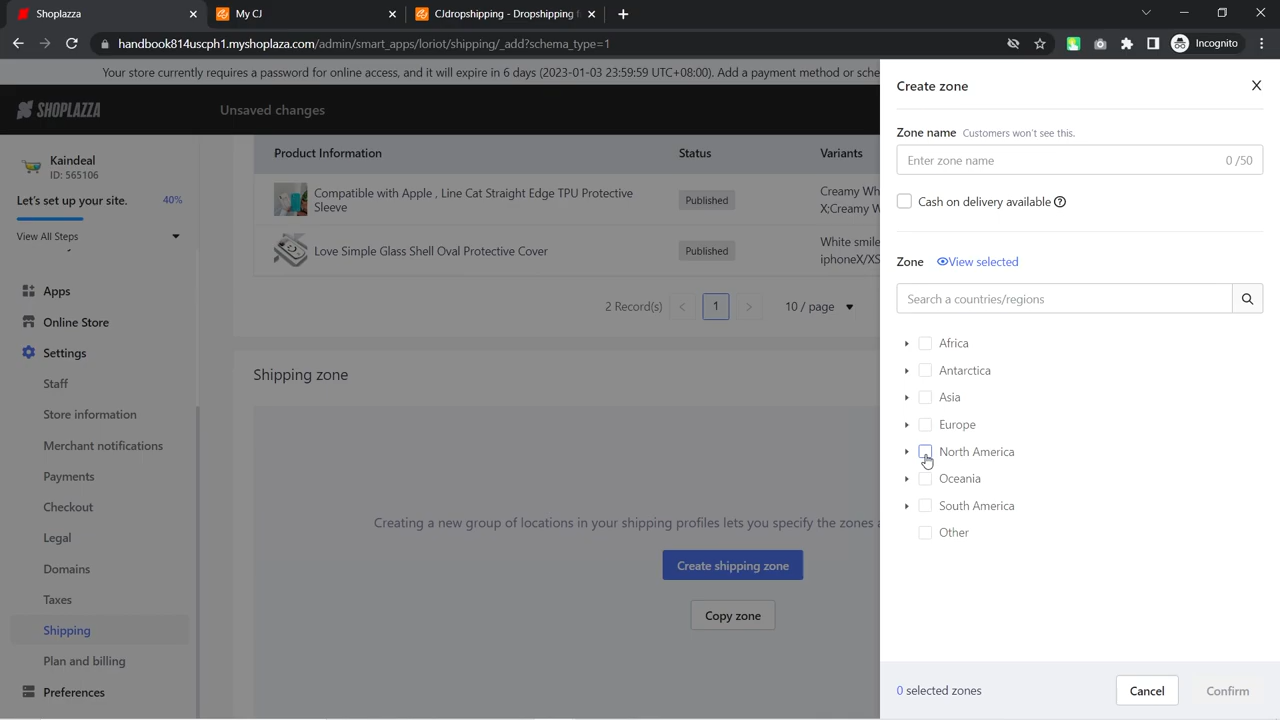 Shoplazza
My CJ
CJdropshipping - Dropshipping f
handbook814uscph1.myshoplaza.com/admin/smart_apps/loriot/shipping/_add?schema_type=1
Incognito
Your store currently requires a password for online access, and it will expire in 6 days (2023-01-03 23:59:59 UTC+08:00). Add a payment method or sche
SHOPLAZZA
Unsaved changes
Kaindeal
ID: 565106
Let's set up your site.
40%
View All Steps
Apps
Online Store
Settings
Staff
Store information
Merchant notifications
Payments
Checkout
Legal
Domains
Taxes
Shipping
Plan and billing
Preferences
Product Information
Status
Variants
Compatible with Apple , Line Cat Straight Edge TPU Protective
Sleeve
Published
Creamy Wh
X;Creamy W
Love Simple Glass Shell Oval Protective Cover
Published
White smile
iphoneX/XS
2 Record(s)
1
10 / page
Shipping zone
Creating a new group of locations in your shipping profiles lets you specify the zones a
Create shipping zone
Copy zone
Create zone
Zone name Customers won't see this.
Enter zone name
0 /50
Cash on delivery available
Zone
View selected
Search a countries/regions
Africa
Antarctica
Asia
Europe
North America
Oceania
South America
Other
0 selected zones
Cancel
Confirm